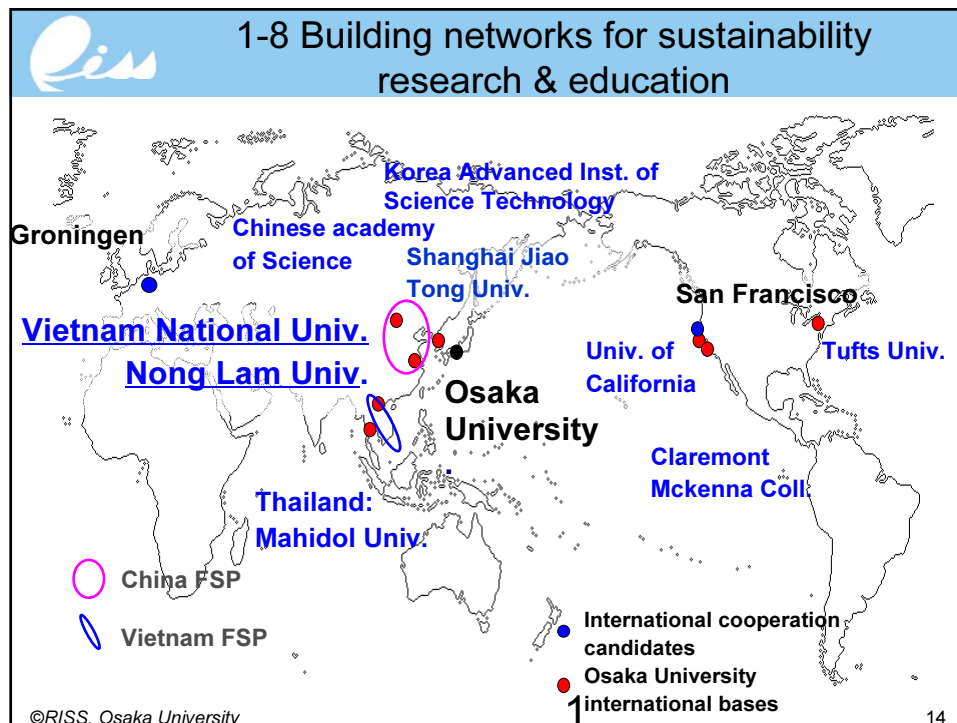 Riss
1-8 Building networks for sustainability
research & education
Korea Advanced Inst. of
Science Technology
Groningen
Chinese academy
of Science
Shanghai Jiao
Tong Univ.
San Francisco
Vietnam National Univ.
Nong Lam Univ.
Univ. of
California
Tufts Univ.
Osaka
University
.
Claremont
Mckenna Coll.
Thailand:
Mahidol Univ.
China FSP
Vietnam FSP
International cooperation
candidates
Osaka University
international bases
1
©RISS, Osaka University
14